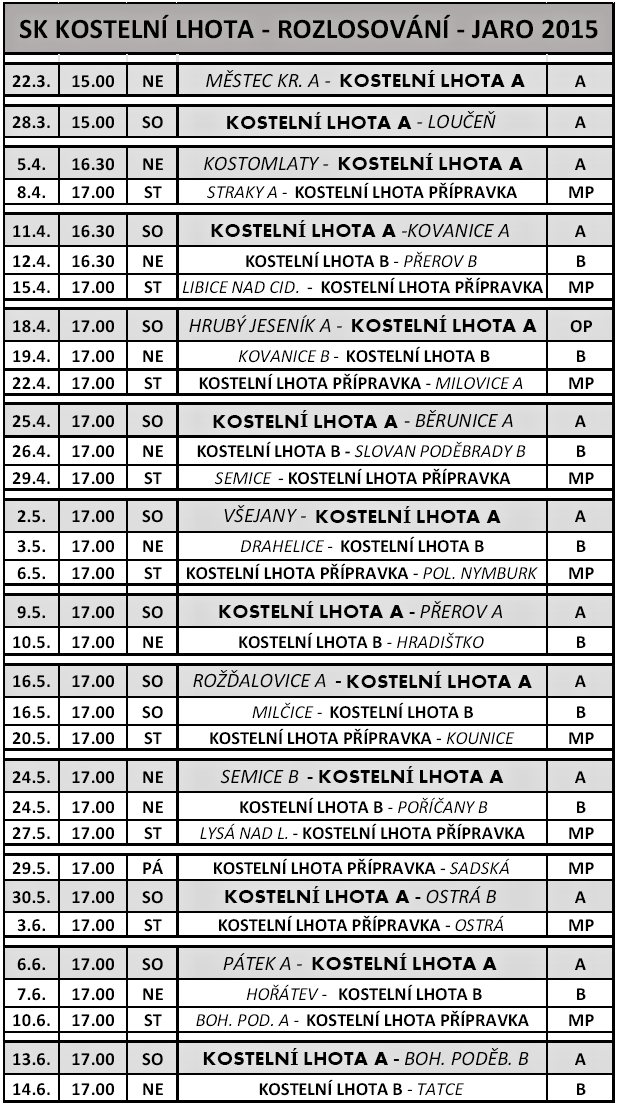 SK KOSTELNÍ LHOTA - ROZLOSOVÁNÍ - JARO 2015
22.3. 15.00 NE MĚSTEC KR. A - KOSTELNÍ LHOTA A A
28.3. 15.00 SO KOSTELNÍ LHOTA A - LOUČEŇ A
5.4. 16.30 NE KOSTOMLATY - KOSTELNÍ LHOTA A A
8.4. 17.00 ST STRAKY A - KOSTELNÍ LHOTA PŘÍPRAVKA MP
11.4. 16.30 SO KOSTELNÍ LHOTA A -KOVANICE A A
12.4. 16.30 NE KOSTELNÍ LHOTA B - PŘEROV B B
15.4. 17.00 ST LIBICE NAD CID. - KOSTELNÍ LHOTA PŘÍPRAVKA MP
18.4. 17.00 SO HRUBÝ JESENÍK A - KOSTELNÍ LHOTA A OP
19.4. 17.00 NE KOVANICE B - KOSTELNÍ LHOTA B B
22.4. 17.00 ST KOSTELNÍ LHOTA PŘÍPRAVKA - MILOVICE A MP
25.4. 17.00 SO KOSTELNÍ LHOTA A - BĚRUNICE A A
26.4. 17.00 NE KOSTELNÍ LHOTA B - SLOVAN PODĚBRADY B B
29.4. 17.00 ST SEMICE - KOSTELNÍ LHOTA PŘÍPRAVKA MP
2.5. 17.00 SO VŠEJANY - KOSTELNÍ LHOTA A A
3.5. 17.00 NE DRAHELICE - KOSTELNÍ LHOTA B B
6.5. 17.00 ST KOSTELNÍ LHOTA PŘÍPRAVKA - POL. NYMBURK MP
9.5. 17.00 SO KOSTELNÍ LHOTA A - PŘEROV A A
10.5. 17.00 NE KOSTELNÍ LHOTA B - HRADIŠTKO B
16.5. 17.00 SO ROŽĎALOVICE A - KOSTELNÍ LHOTA A A
16.5. 17.00 SO MILČICE - KOSTELNÍ LHOTA B B
20.5. 17.00 ST KOSTELNÍ LHOTA PŘÍPRAVKA - KOUNICE MP
24.5. 17.00 NE SEMICE B - KOSTELNÍ LHOTA A A
24.5. 17.00 NE KOSTELNÍ LHOTA B - POŘÍČANY B B
27.5. 17.00 ST LYSÁ NAD L. - KOSTELNÍ LHOTA PŘÍPRAVKA MP
29.5. 17.00 PÁ KOSTELNÍ LHOTA PŘÍPRAVKA - SADSKÁ MP
30.5. 17.00 SO KOSTELNÍ LHOTA A - OSTRÁ B A
3.6. 17.00 ST KOSTELNÍ LHOTA PŘÍPRAVKA - OSTRÁ MP
6.6. 17.00 SO PÁTEK A - KOSTELNÍ LHOTA A A
7.6. 17.00 NE HOŘÁTEV - KOSTELNÍ LHOTA B B
10.6. 17.00 ST BOH. POD. A - KOSTELNÍ LHOTA PŘÍPRAVKA MP
13.6. 17.00 SO KOSTELNÍ LHOTA A - BOH. PODĚB. B A
14.6. 17.00 NE KOSTELNÍ LHOTA B - TATCE B